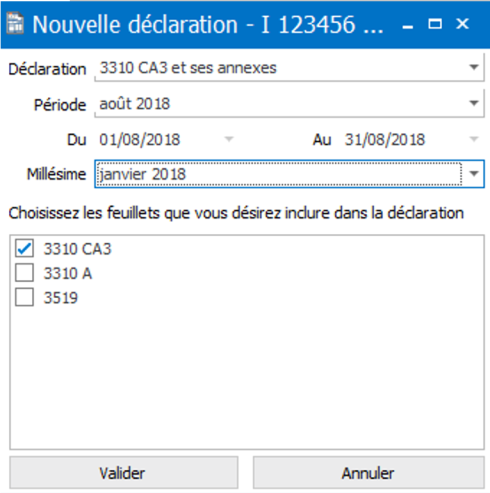 Nouvelle déclaration - I 123456 ...
Déclaration 3310 CA3 et ses annexes
Période août 2018
Du 01/08/2018 Au 31/08/2018
Millésime janvier 2018
Choisissez les feuillets que vous désirez inclure dans la déclaration
3310 CA3
3310 A
3519
Valider Annuler